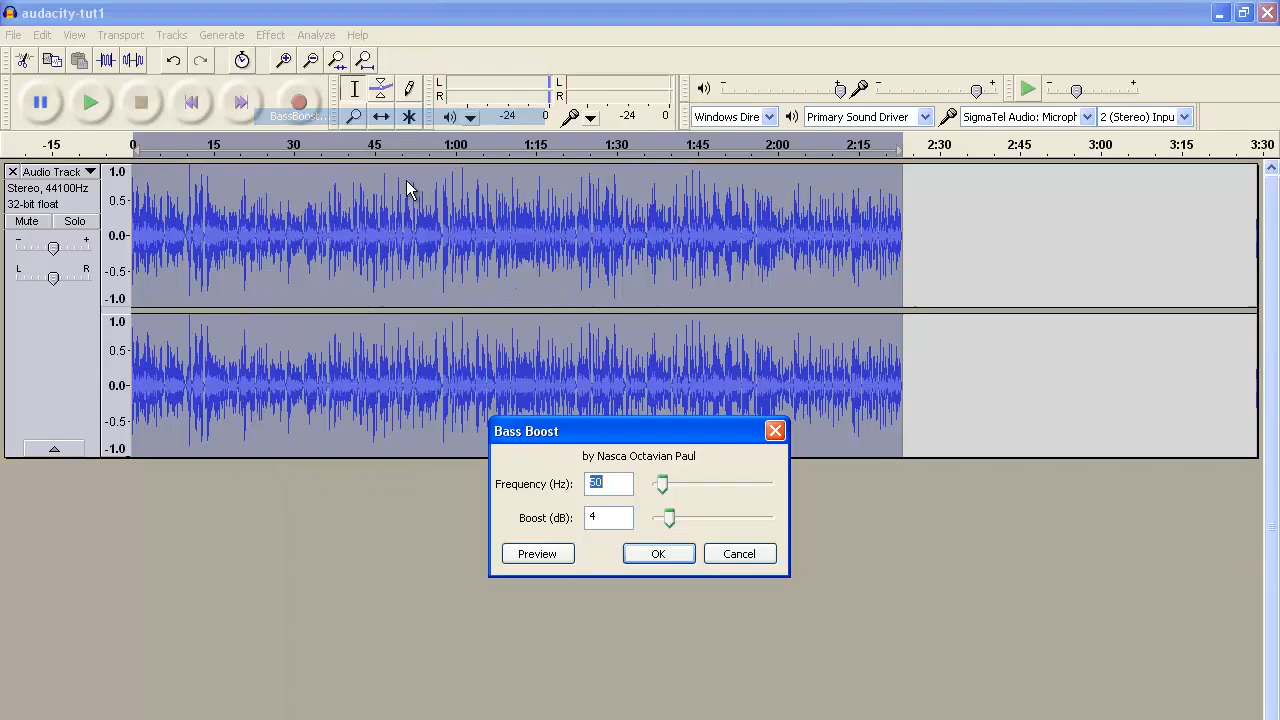 audacity-tut1
File Edit View Transport Tracks Generate Effect Analyze Help
L
R
-24 0
L
R
-24 0
BassBoost...
Windows Dire Primary Sound Driver SigmaTel Audio: Microph 2 (Stereo) Inpu
-15 0 15 30 45 1:00 1:15 1:30 1:45 2:00 2:15 2:30 2:45 3:00 3:15 3:30
Audio Track
Stereo, 44100Hz
32-bit float
Mute Solo
- +
L R
1.0
0.5
0.0
-0.5
-1.0
1.0
0.5
0.0
-0.5
-1.0
Bass Boost
by Nasca Octavian Paul
Frequency (Hz): 50
Boost (dB): 4
Preview OK Cancel